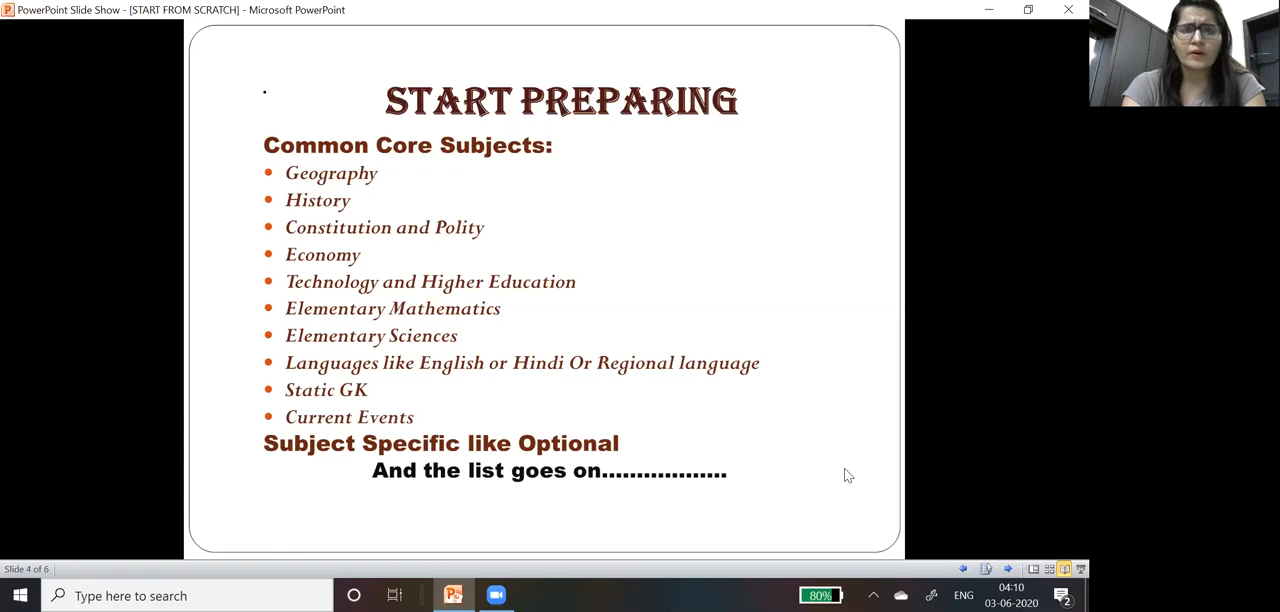 PowerPoint Slide Show - [START FROM SCRATCH] - Microsoft PowerPoint
START PREPARING
Common Core Subjects:
• Geography
• History
• Constitution and Polity
• Economy
• Technology and Higher Education
• Elementary Mathematics
• Elementary Sciences
• Languages like English or Hindi Or Regional language
• Static GK
• Current Events
Subject Specific like Optional
And the list goes on..................
Slide 4 of 6
Type here to search
80%
ENG
04:10
03-06-2020
2